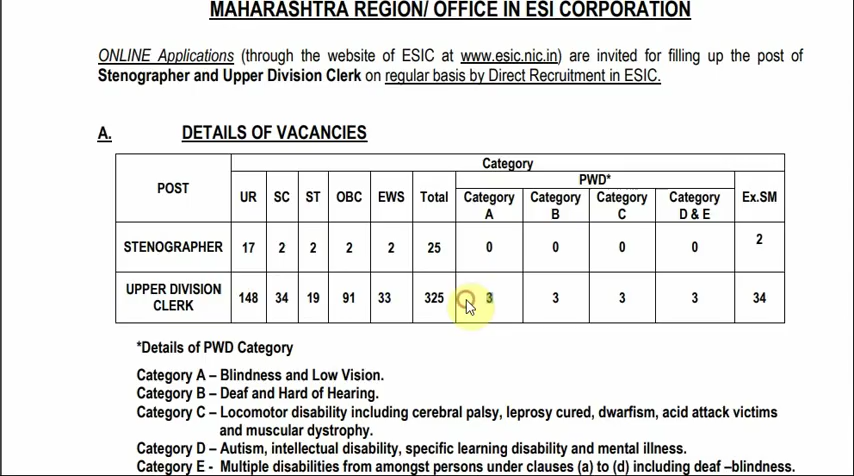 MAHARASHTRA REGION/ OFFICE IN ESI CORPORATION
ONLINE Applications (through the website of ESIC at www.esic.nic.in) are invited for filling up the post of
Stenographer and Upper Division Clerk on regular basis by Direct Recruitment in ESIC.
A. DETAILS OF VACANCIES
POST
Category
UR SC ST OBC EWS Total
PWD*
Category A
Category B
Category C
Category D & E
Ex.SM
STENOGRAPHER 17 2 2 2 2 25 0 0 0 0 2
UPPER DIVISION
CLERK
148 34 19 91 33 325 3 3 3 3 34
*Details of PWD Category
Category A – Blindness and Low Vision.
Category B – Deaf and Hard of Hearing.
Category C – Locomotor disability including cerebral palsy, leprosy cured, dwarfism, acid attack victims
and muscular dystrophy.
Category D – Autism, intellectual disability, specific learning disability and mental illness.
Category E - Multiple disabilities from amongst persons under clauses (a) to (d) including deaf –blindness.